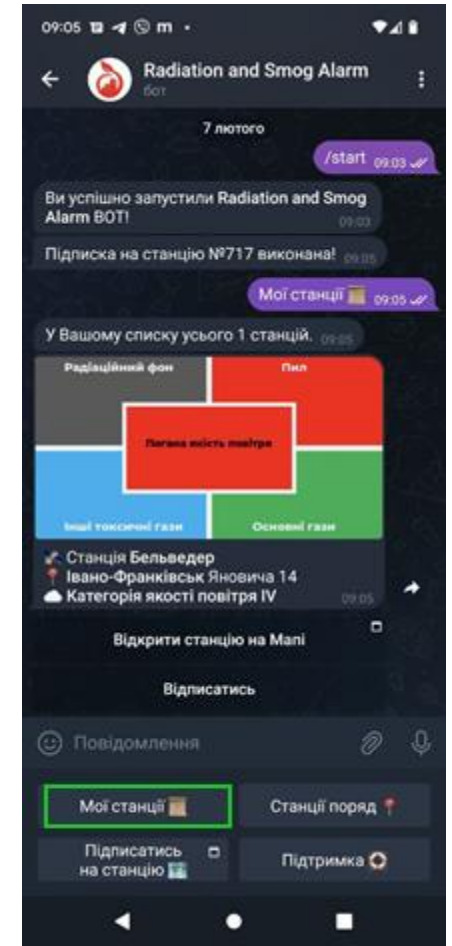 09:05
Radiation and Smog Alarm
бот
7 лютого
/start 09:03
Ви успішно запустили Radiation and Smog
Alarm BOT!
09:03
Підписка на станцію №717 виконана! 09:05
Мої станції 09:05
У Вашому списку усього 1 станцій. 09:05
Радіаційний фон
Пил
Погана якість повітря
Інші токсичні гази
Основні гази
Станція Бельведер
Івано-Франківськ Яновича 14
Категорія якості повітря IV
09:05
Відкрити станцію на Мапі
Відписатись
Повідомлення
Мої станції
Станції поряд
Підписатись
на станцію
Підтримка